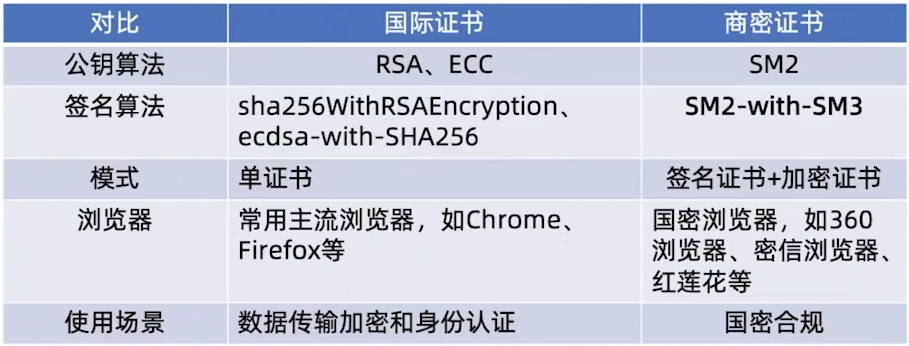 对比 国际证书 商密证书
公钥算法 RSA、ECC SM2
签名算法 sha256WithRSAEncryption、 SM2-with-SM3
ecdsa-with-SHA256
模式 单证书 签名证书+加密证书
浏览器 常用主流浏览器，如Chrome、 国密浏览器，如360
Firefox等 浏览器、密信浏览器、
红莲花等
使用场景 数据传输加密和身份认证 国密合规